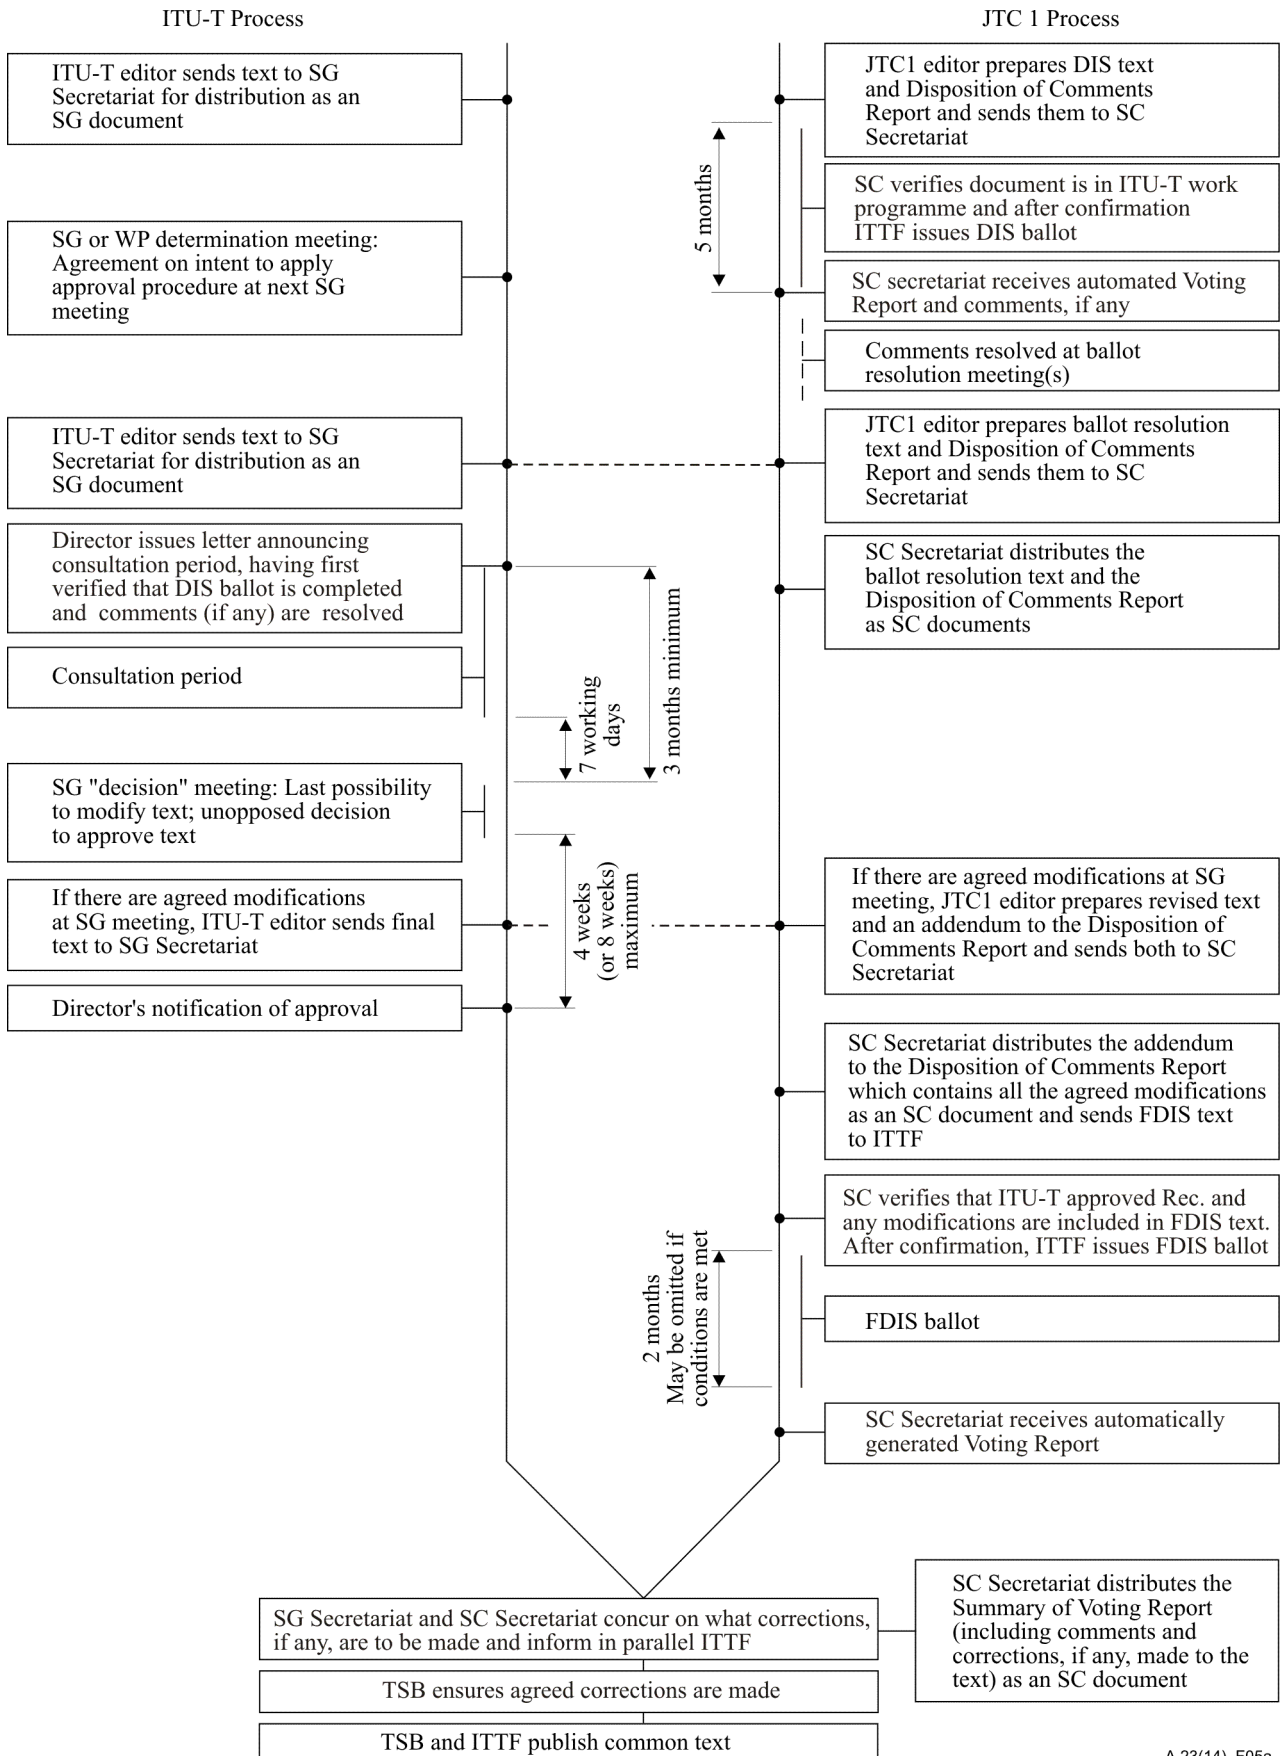 ITU-T Process
JTC 1 Process
ITU-T editor sends text to SG
Secretariat for distribution as an
SG document
JTC1 editor prepares DIS text
and Disposition of Comments
Report and sends them to SC
Secretariat
5 months
SC verifies document is in ITU-T work
programme and after confirmation
ITTF issues DIS ballot
SG or WP determination meeting:
Agreement on intent to apply
approval procedure at next SG
meeting
SC secretariat receives automated Voting
Report and comments, if any
Comments resolved at ballot
resolution meeting(s)
ITU-T editor sends text to SG
Secretariat for distribution as an
SG document
JTC1 editor prepares ballot resolution
text and Disposition of Comments
Report and sends them to SC
Secretariat
Director issues letter announcing
consultation period, having first
verified that DIS ballot is completed
and comments (if any) are resolved
SC Secretariat distributes the
ballot resolution text and the
Disposition of Comments Report
as SC documents
Consultation period
7 working
days
3 months minimum
SG "decision" meeting: Last possibility
to modify text; unopposed decision
to approve text
If there are agreed modifications
at SG meeting, ITU-T editor sends final
text to SG Secretariat
4 weeks
(or 8 weeks)
maximum
If there are agreed modifications at SG
meeting, JTC1 editor prepares revised text
and an addendum to the Disposition of
Comments Report and sends both to SC
Secretariat
Director's notification of approval
SC Secretariat distributes the addendum
to the Disposition of Comments Report
which contains all the agreed modifications
as an SC document and sends FDIS text
to ITTF
SC verifies that ITU-T approved Rec. and
any modifications are included in FDIS text.
After confirmation, ITTF issues FDIS ballot
2 months
May be omitted if
conditions are met
FDIS ballot
SC Secretariat receives automatically
generated Voting Report
SG Secretariat and SC Secretariat concur on what corrections,
if any, are to be made and inform in parallel ITTF
SC Secretariat distributes the
Summary of Voting Report
(including comments and
corrections, if any, made to the
text) as an SC document
TSB ensures agreed corrections are made
TSB and ITTF publish common text